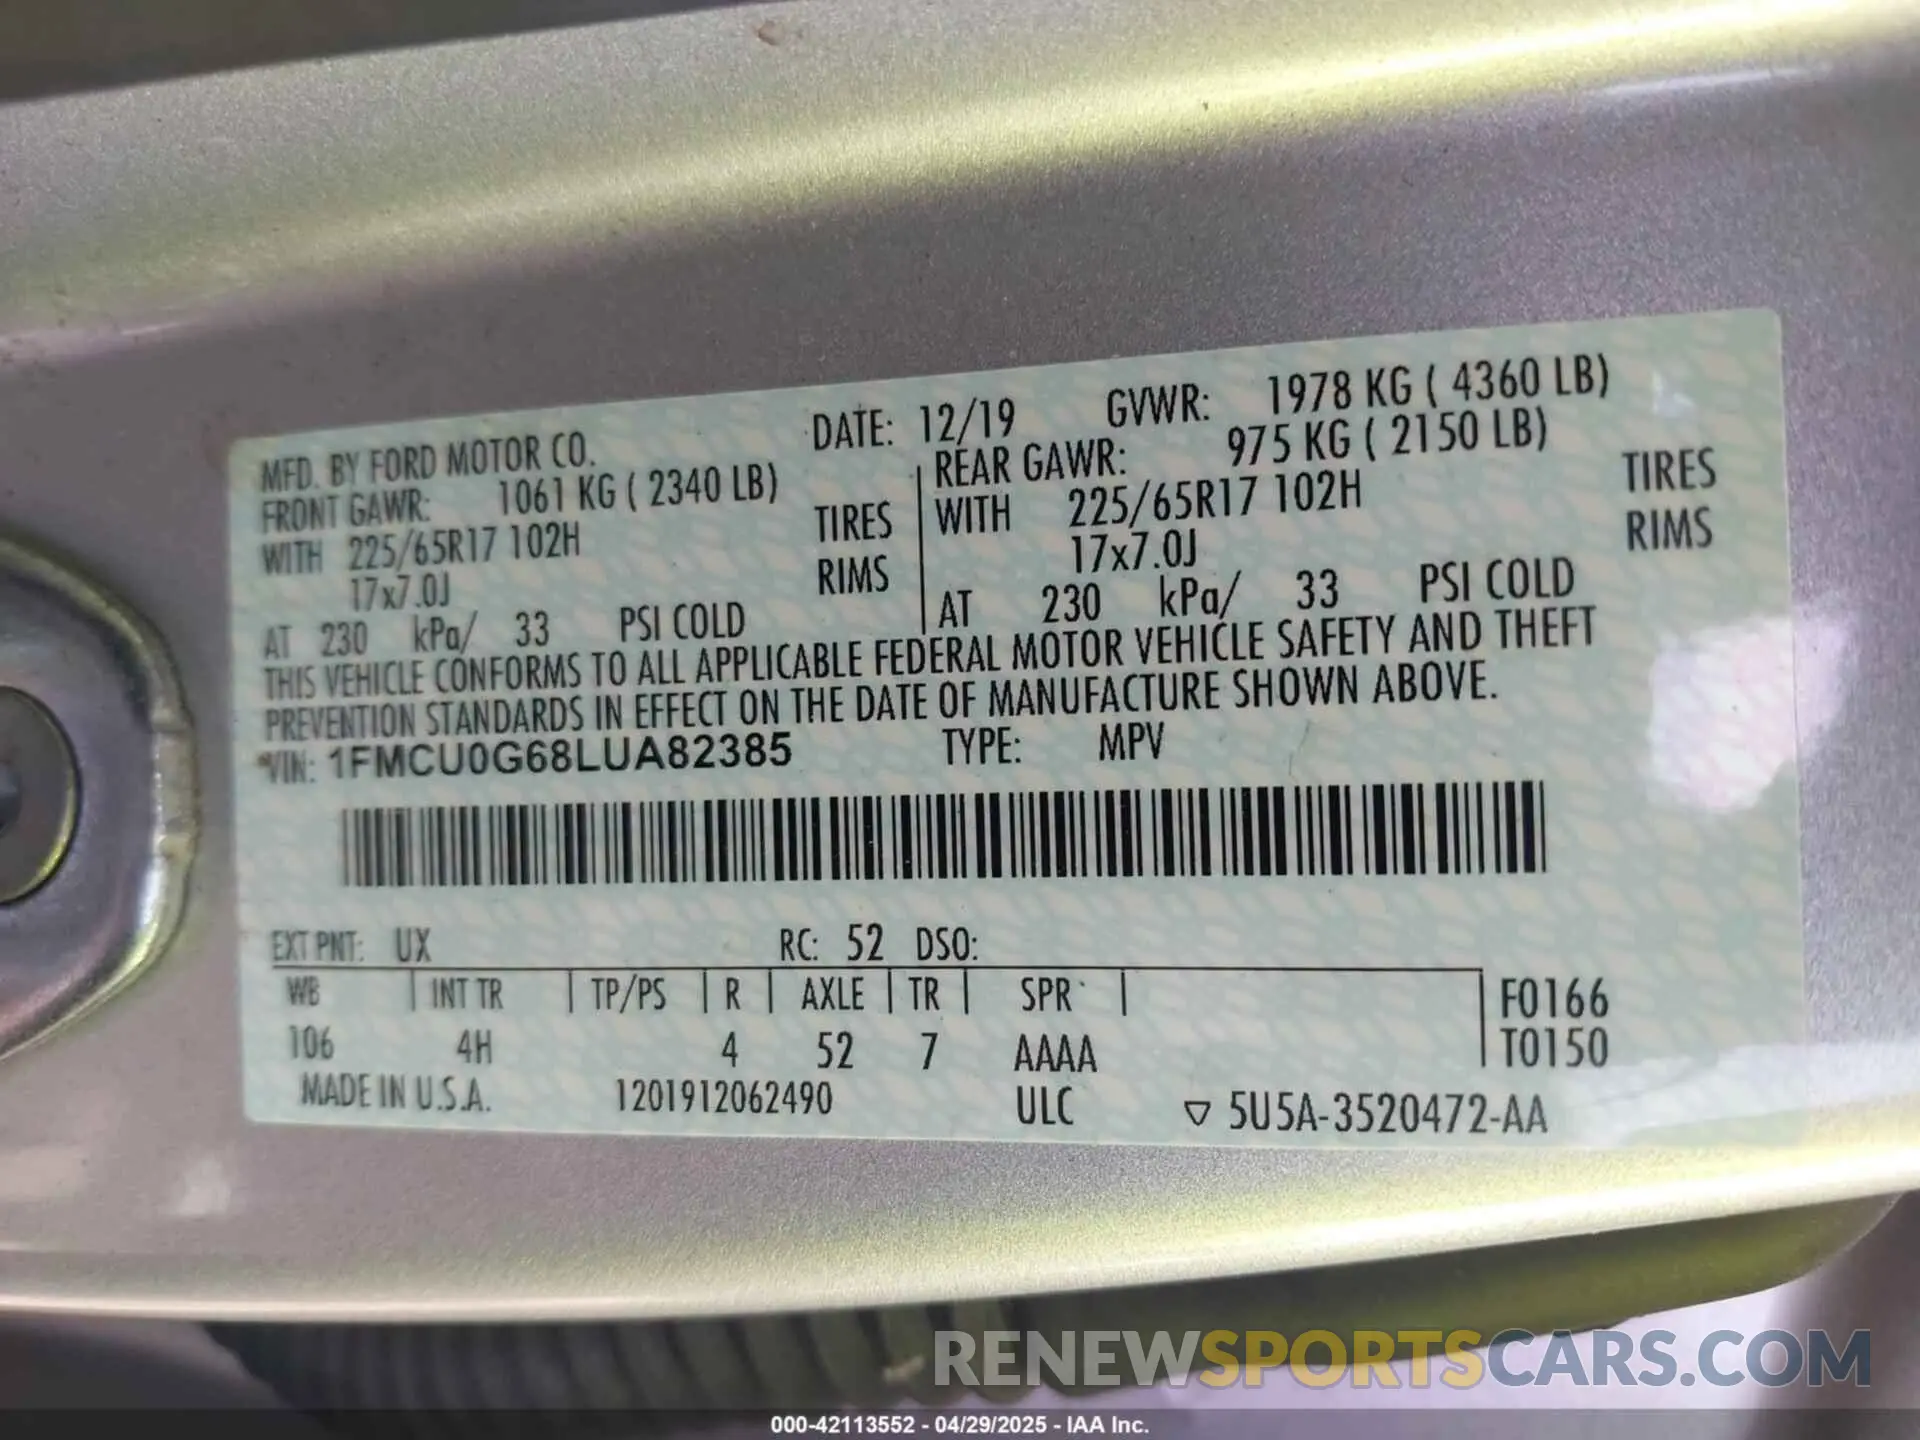 MFD. BY FORD MOTOR CO. DATE: 12/19 GVWR: 1978 KG ( 4360 LB)
FRONT GAWR: 1061 KG ( 2340 LB) REAR GAWR: 975 KG ( 2150 LB)
WITH 225/65R17 102H TIRES WITH 225/65R17 102H TIRES
17x7.0J RIMS 17x7.0J RIMS
AT 230 kPa/ 33 PSI COLD AT 230 kPa/ 33 PSI COLD
THIS VEHICLE CONFORMS TO ALL APPLICABLE FEDERAL MOTOR VEHICLE SAFETY AND THEFT
PREVENTION STANDARDS IN EFFECT ON THE DATE OF MANUFACTURE SHOWN ABOVE.
VIN: 1FMCU0G68LUA82385 TYPE: MPV
EXT PNT: UX RC: 52 DSO:
WB INT TR TP/PS R AXLE TR SPR F0166
106 4H 4 52 7 AAAA T0150
MADE IN U.S.A. 1201912062490 ULC ▽ 5U5A-3520472-AA
RENEWSPORTSCARS.COM
000-42113552 - 04/29/2025 - IAA Inc.